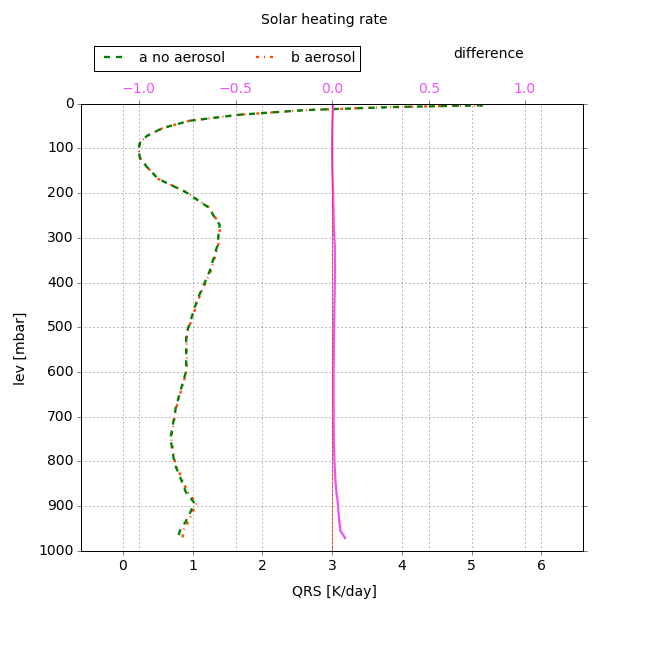 Solar heating rate
a no aerosol b aerosol difference
−1.0 −0.5 0.0 0.5 1.0
0
100
200
300
400
500
600
700
800
900
1000
lev [mbar]
0 1 2 3 4 5 6
QRS [K/day]